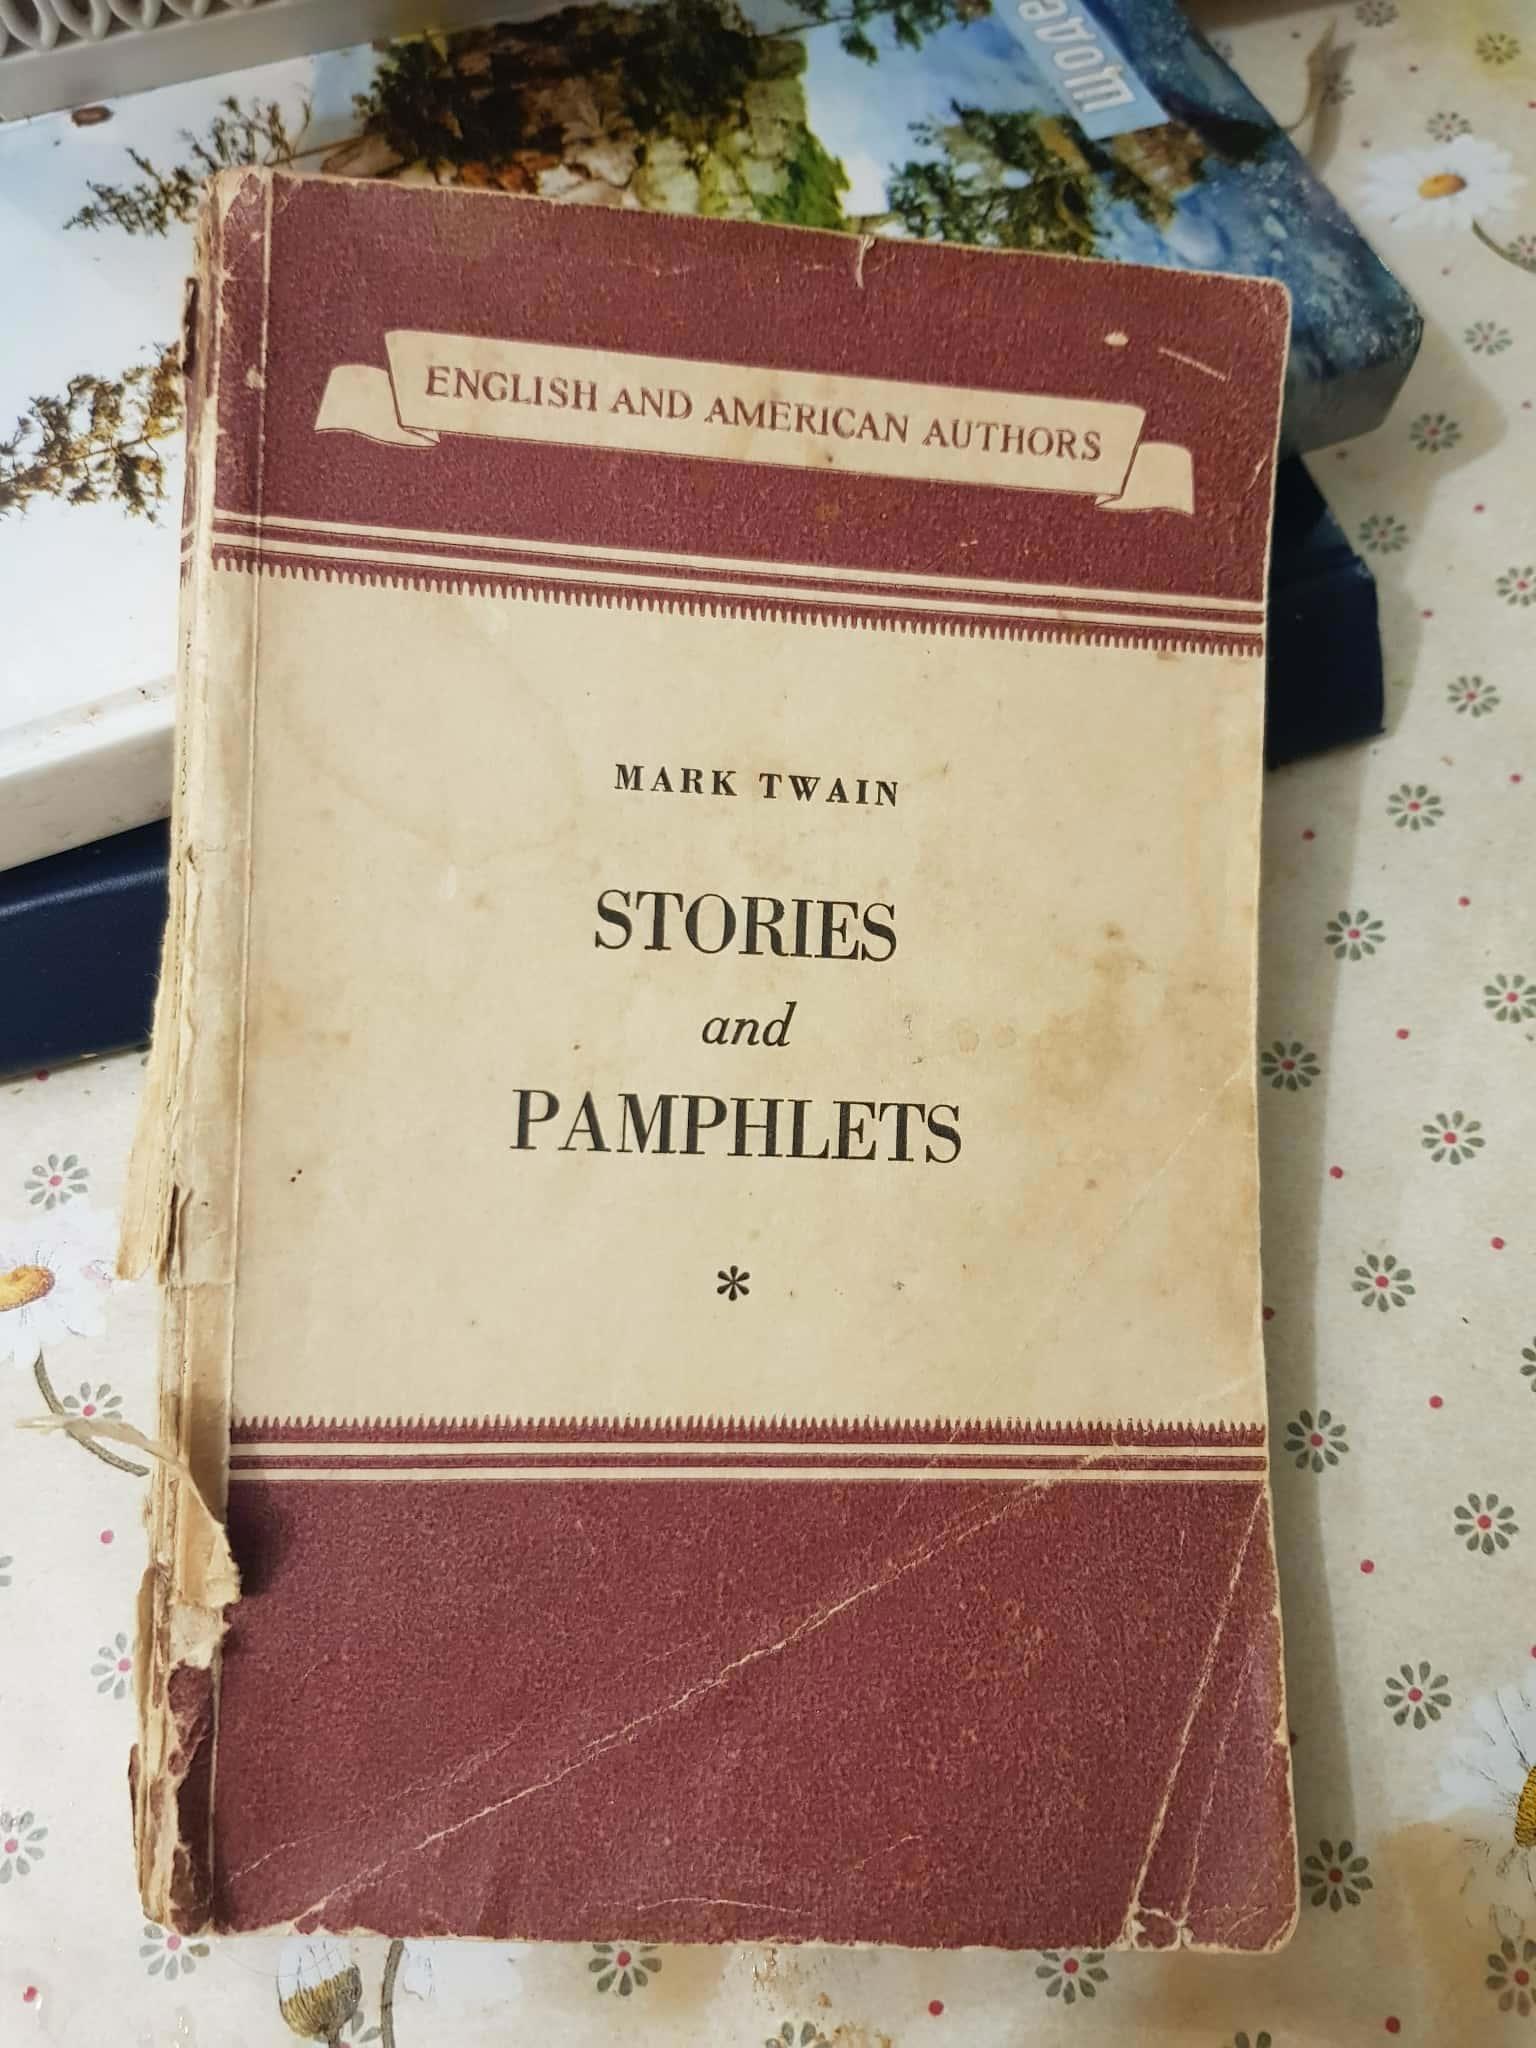 ENGLISH AND AMERICAN AUTHORS
MARK TWAIN
STORIES
and
PAMPHLETS
*